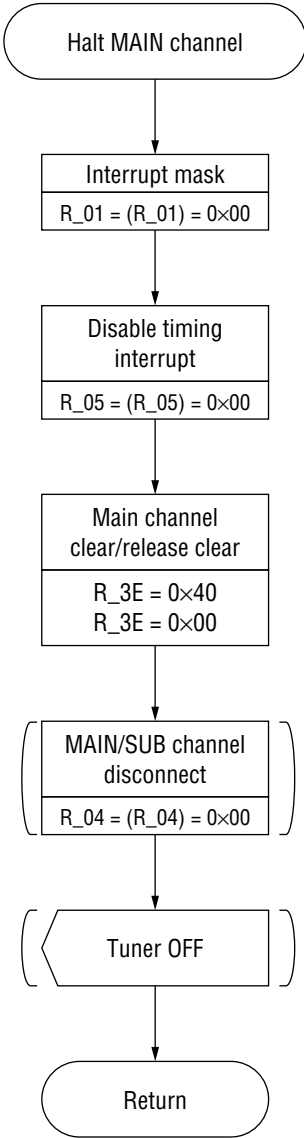 Halt MAIN channel
Interrupt mask
R_01 = (R_01) = 0×00
Disable timing
interrupt
R_05 = (R_05) = 0×00
Main channel
clear/release clear
R_3E = 0×40
R_3E = 0×00
MAIN/SUB channel
disconnect
R_04 = (R_04) = 0×00
Tuner OFF
Return